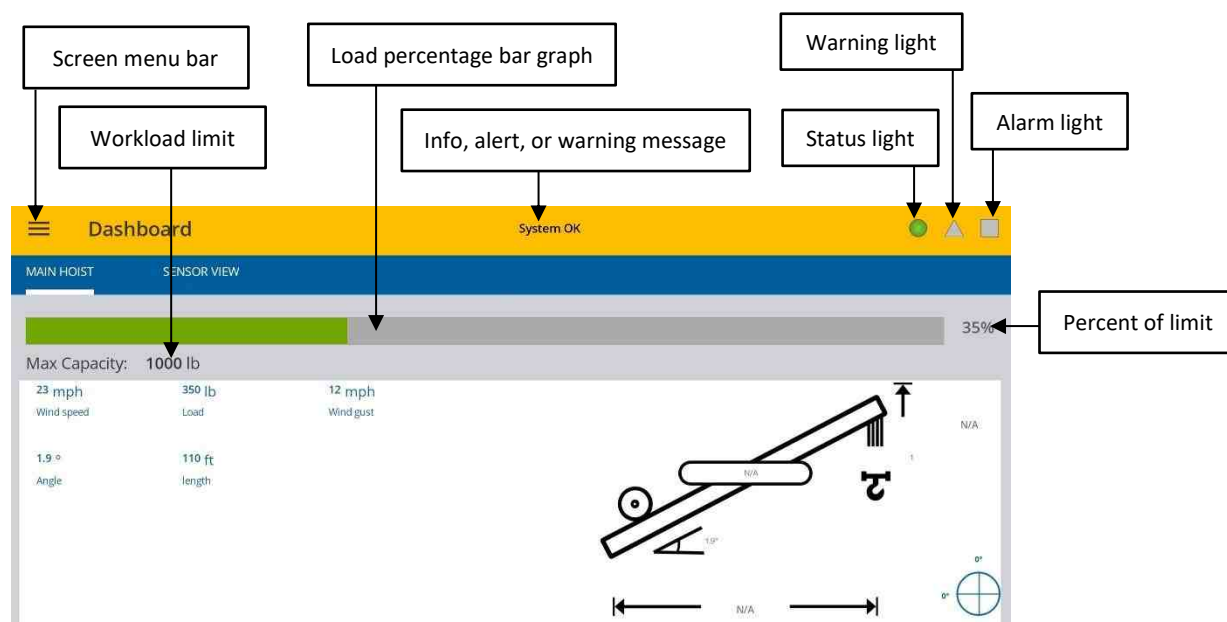 Warning light
Screen menu bar
Load percentage bar graph
Workload limit
Info, alert, or warning message
Status light
Alarm light
Dashboard
System OK
MAIN HOIST
SENSOR VIEW
35%
Percent of limit
Max Capacity: 1000 lb
23 mph
350 lb
12 mph
Wind speed
Load
Wind gust
N/A
1.9 °
110 ft
Angle
length
N/A
1
1.9°
0°
0°
N/A